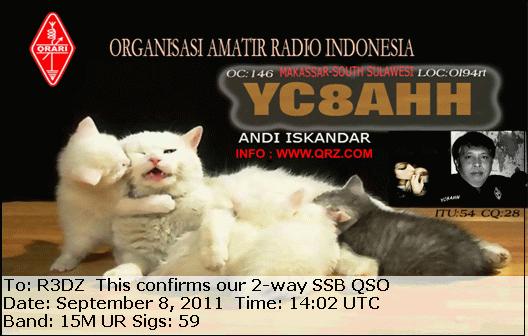 ORARI
ORGANISASI AMATIR RADIO INDONESIA
OC:146 MAKASSAR-SOUTH SULAWESI LOC:OI94rt
YC8AHH
ANDI ISKANDAR
INFO : WWW.QRZ.COM
YC8AHN
ITU:54 CQ:28
To: R3DZ This confirms our 2-way SSB QSO
Date: September 8, 2011 Time: 14:02 UTC
Band: 15M UR Sigs: 59